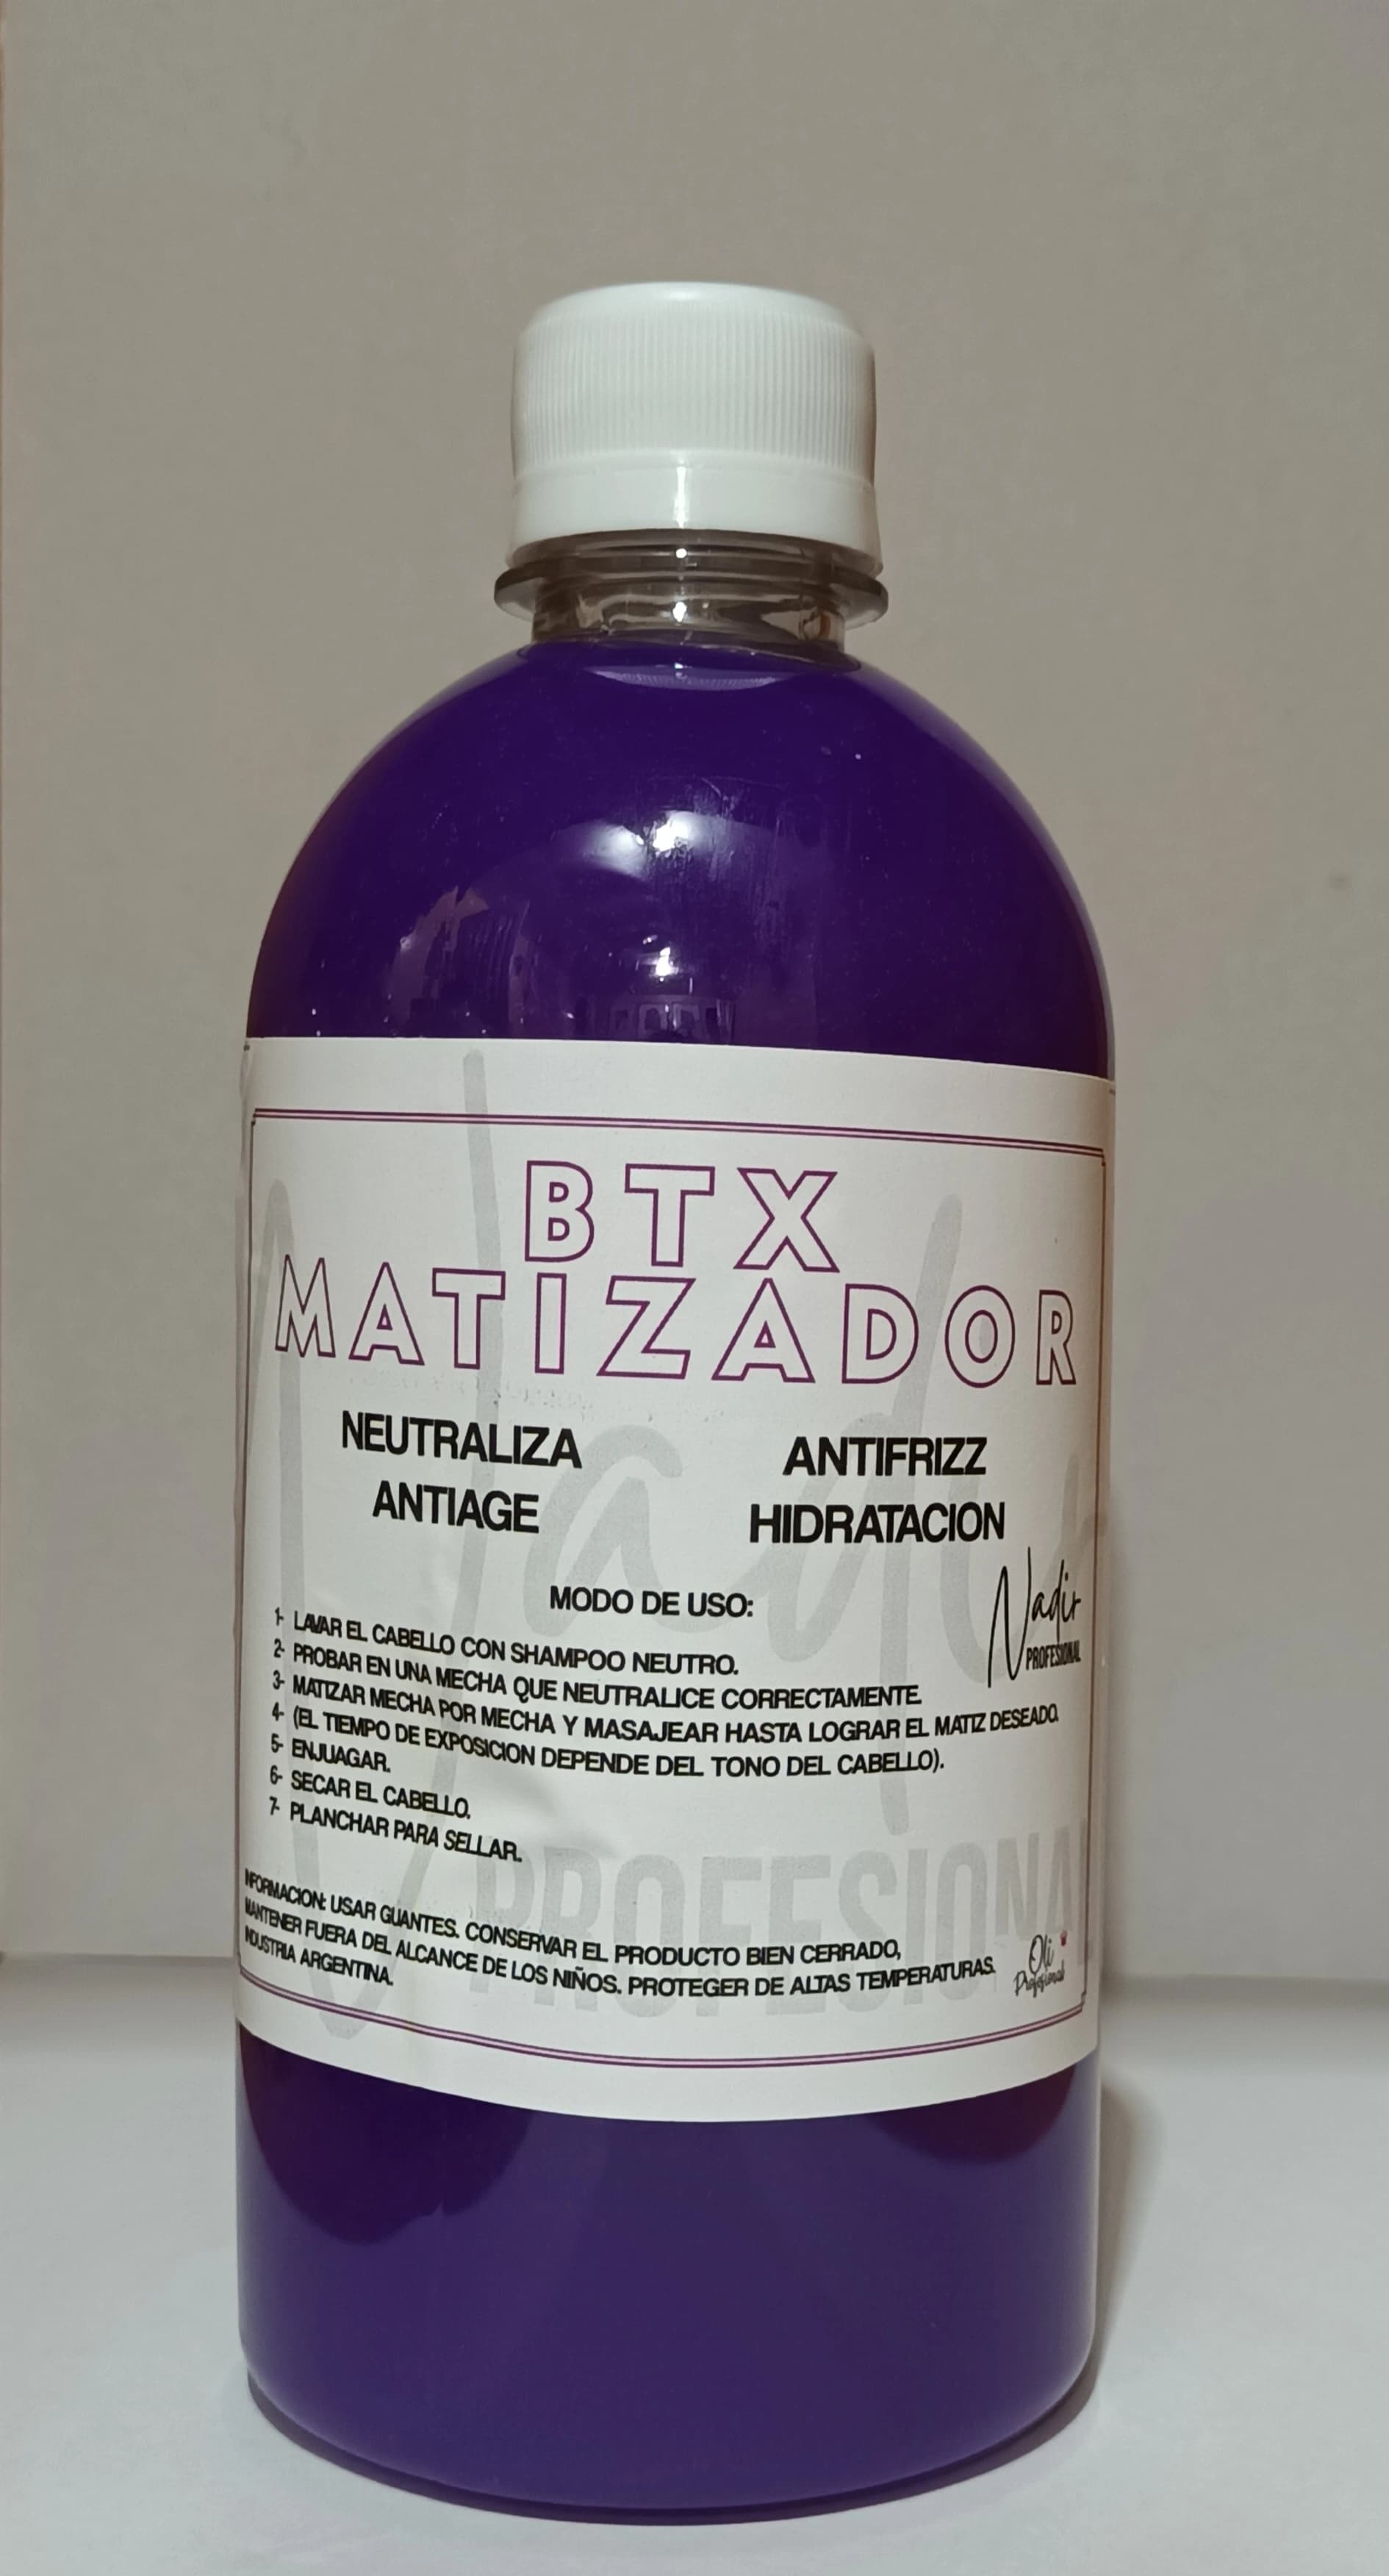 BTX
MATIZADOR
NEUTRALIZA ANTIFRIZZ
ANTIAGE HIDRATACION
MODO DE USO:
Nadir
PROFESIONAL
1- LAVAR EL CABELLO CON SHAMPOO NEUTRO.
2- PROBAR EN UNA MECHA QUE NEUTRALICE CORRECTAMENTE.
3- MATIZAR MECHA POR MECHA Y MASAJEAR HASTA LOGRAR EL MATIZ DESEADO.
4- (EL TIEMPO DE EXPOSICION DEPENDE DEL TONO DEL CABELLO).
5- ENJUAGAR.
6- SECAR EL CABELLO.
7- PLANCHAR PARA SELLAR.
PROFESIONAL
INFORMACION: USAR GUANTES. CONSERVAR EL PRODUCTO BIEN CERRADO,
MANTENER FUERA DEL ALCANCE DE LOS NIÑOS. PROTEGER DE ALTAS TEMPERATURAS.
INDUSTRIA ARGENTINA.
Oli
Profesional